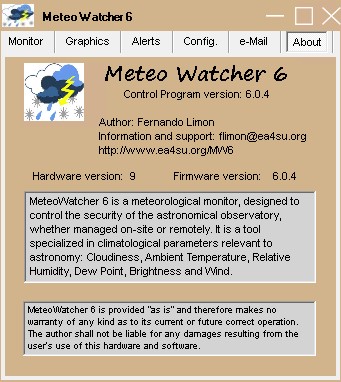 Meteo Watcher 6
Monitor Graphics Alerts Config. e-Mail About
Meteo Watcher 6
Control Program version: 6.0.4
Author: Fernando Limon
Information and support: flimon@ea4su.org
http://www.ea4su.org/MW6
Hardware version: 9 Firmware version: 6.0.4
MeteoWatcher 6 is a meteorological monitor, designed to
control the security of the astronomical observatory,
whether managed on-site or remotely. It is a tool
specialized in climatological parameters relevant to
astronomy: Cloudiness, Ambient Temperature, Relative
Humidity, Dew Point, Brightness and Wind.
MeteoWatcher 6 is provided "as is" and therefore makes no
warranty of any kind as to its current or future correct operation.
The author shall not be liable for any damages resulting from the
user's use of this hardware and software.